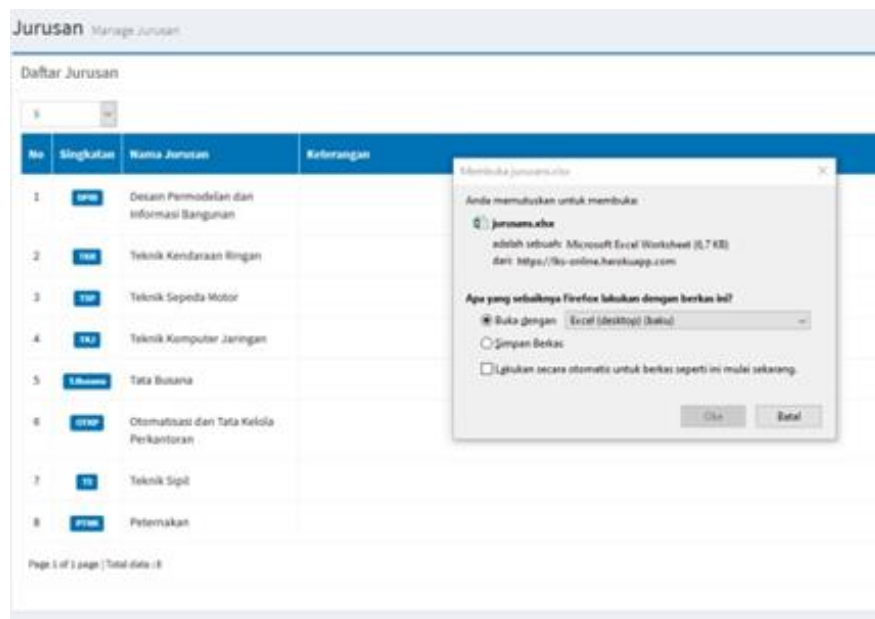 Jurusan Manage Jurusan
Daftar Jurusan
5
No Singkatan Nama Jurusan Keterangan
1 DPIB Desain Permodelan dan
Informasi Bangunan
2 TKR Teknik Kendaraan Ringan
3 TSP Teknik Sepeda Motor
4 TKJ Teknik Komputer Jaringan
5 T.Busana Tata Busana
6 OTKP Otomatisasi dan Tata Kelola
Perkantoran
7 TS Teknik Sipil
8 PTNK Peternakan
Page 1 of 1 page | Total data : 8
Membuka jurusans.xlsx
Anda memutuskan untuk membuka:
jurusans.xlsx
adalah sebuah: Microsoft Excel Worksheet (6,7 KB)
dari: https://lks-online.herokuapp.com
Apa yang sebaiknya Firefox lakukan dengan berkas ini?
Buka dengan Excel (desktop) (baku)
Simpan Berkas
Lakukan secara otomatis untuk berkas seperti ini mulai sekarang.
Oke Batal